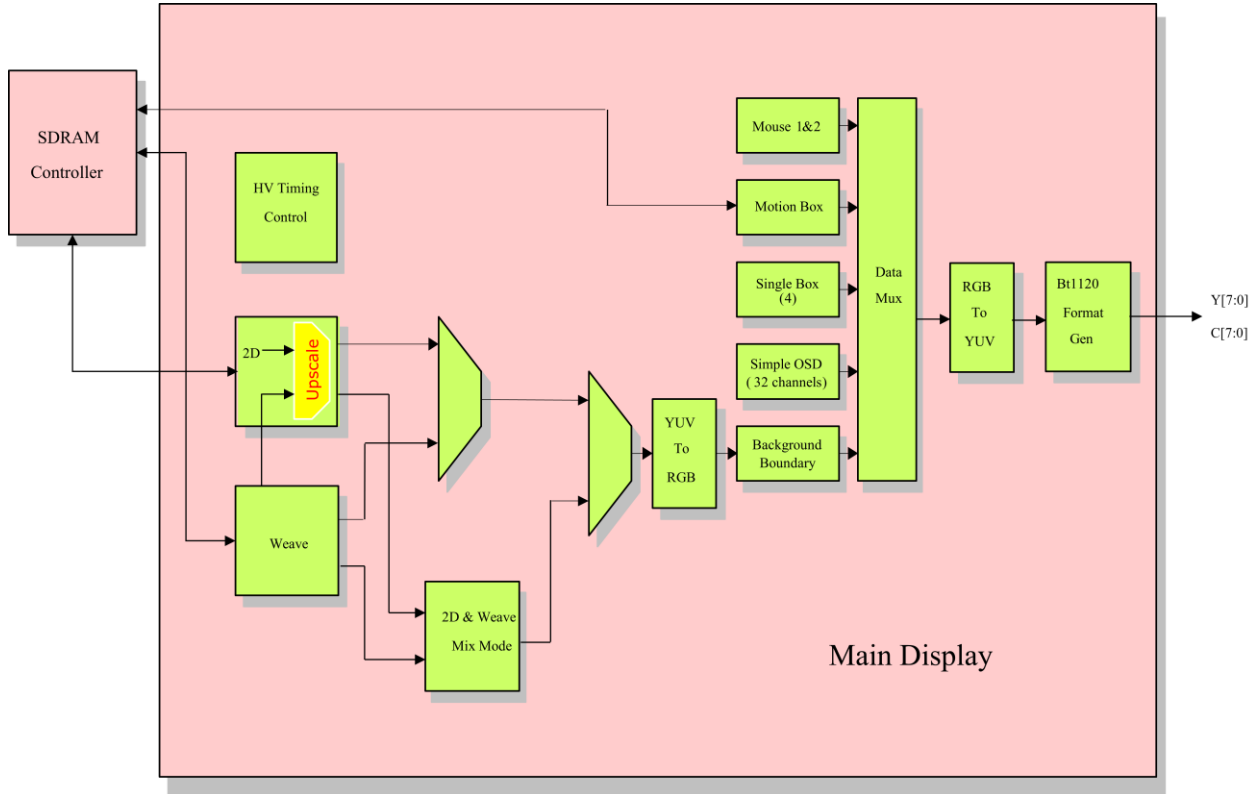 SDRAM
Controller
HV Timing
Control
2D
Upscale
Weave
2D & Weave
Mix Mode
YUV
To
RGB
Mouse 1&2
Motion Box
Single Box
(4)
Simple OSD
( 32 channels)
Background
Boundary
Data
Mux
RGB
To
YUV
Bt1120
Format
Gen
Y[7:0]
C[7:0]
Main Display